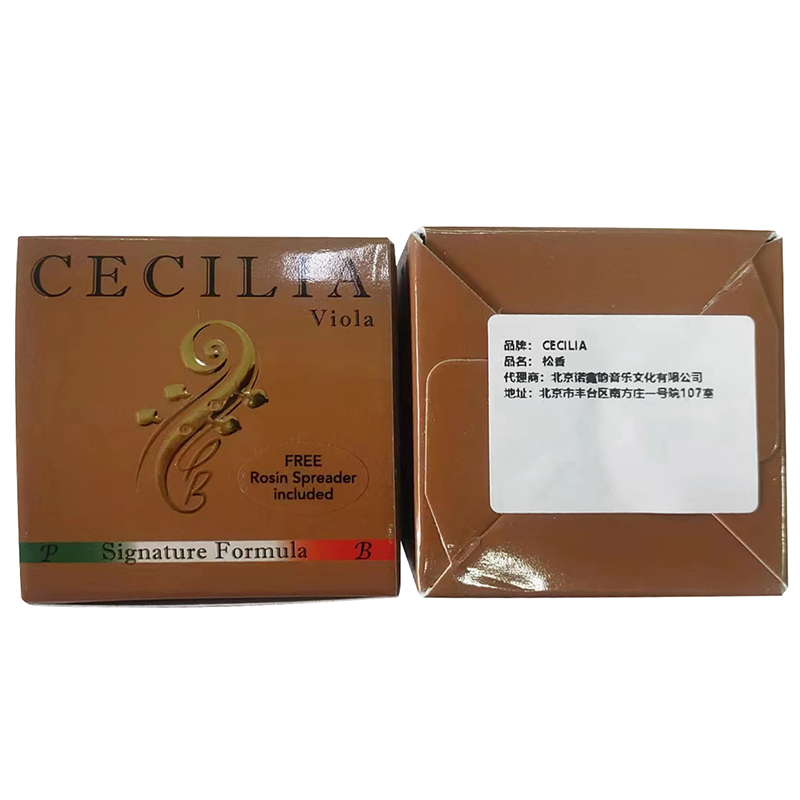 CECILIA
Viola
FREE
Rosin Spreader
included
P Signature Formula B
品牌: CECILIA
品名: 松香
代理商: 北京诺鑫韵音乐文化有限公司
地址: 北京市丰台区南方庄一号院107室